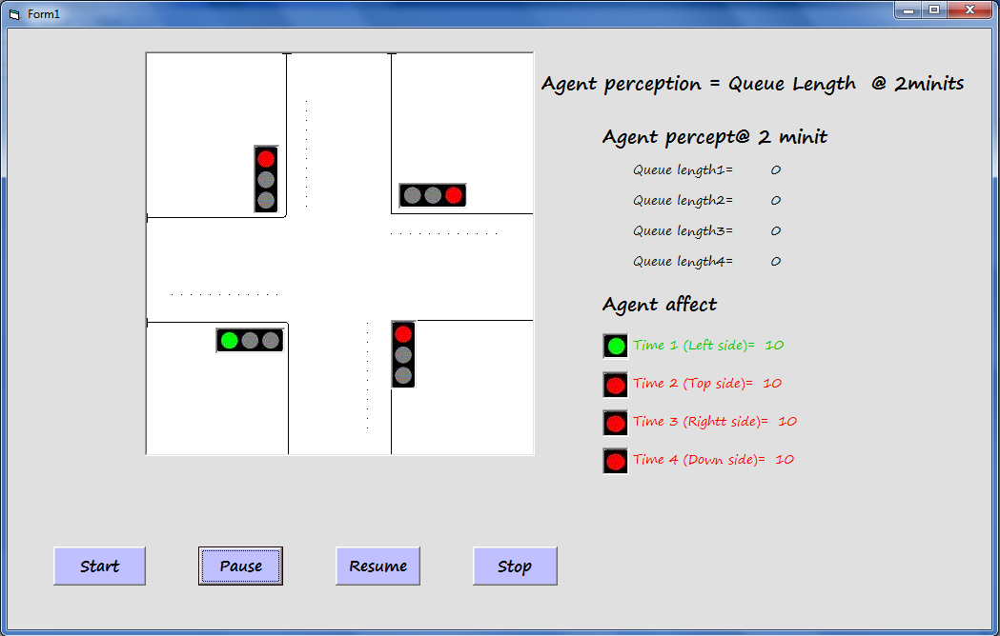 Form1
Agent perception = Queue Length @ 2minits
Agent percept@ 2 minit
Queue length1= 0
Queue length2= 0
Queue length3= 0
Queue length4= 0
Agent affect
Time 1 (Left side)= 10
Time 2 (Top side)= 10
Time 3 (Rightt side)= 10
Time 4 (Down side)= 10
Start Pause Resume Stop